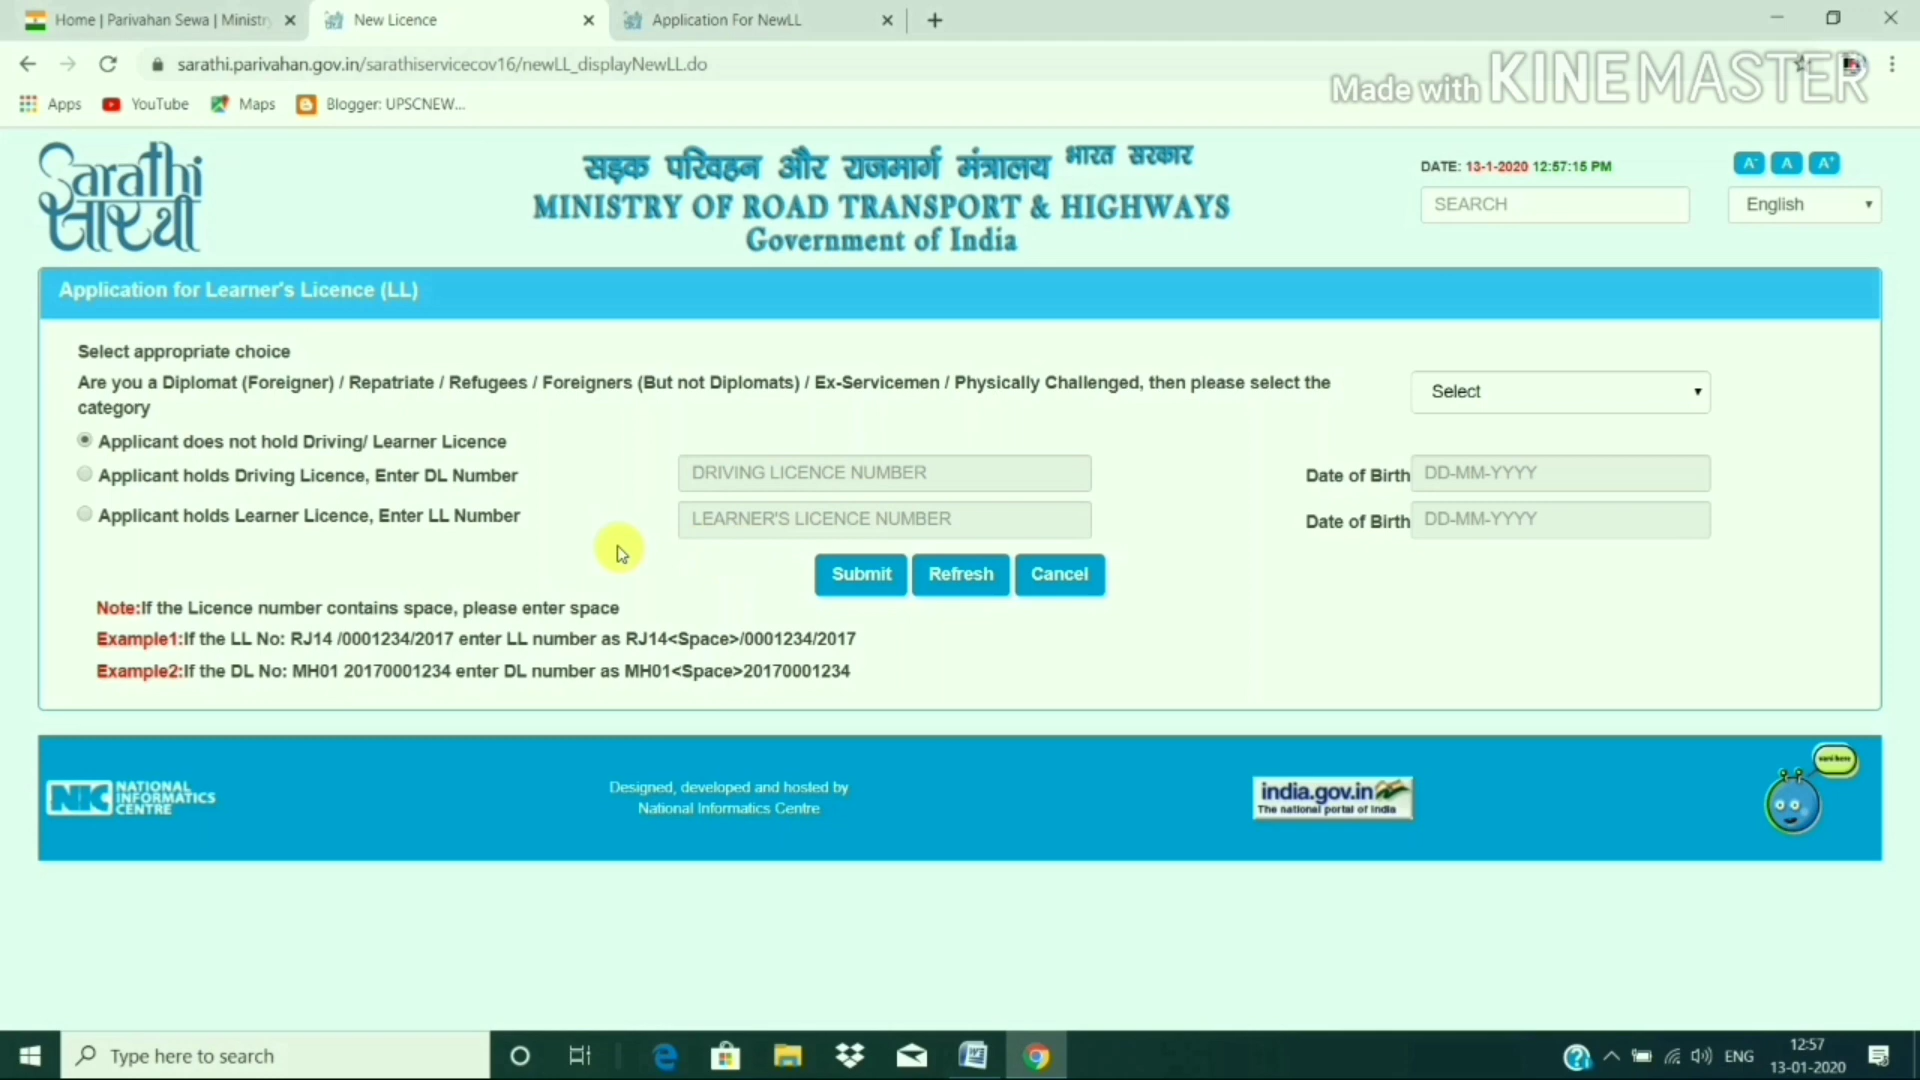 Home | Parivahan Sewa | Ministry
New Licence
Application For NewLL
sarathi.parivahan.gov.in/sarathiservicecov16/newLL_displayNewLL.do
Made with KINEMASTER
Apps
YouTube
Maps
Blogger: UPSCNEW...
Sarathi
सारथी
सड़क परिवहन और राजमार्ग मंत्रालय भारत सरकार
MINISTRY OF ROAD TRANSPORT & HIGHWAYS
Government of India
DATE: 13-1-2020 12:57:15 PM
A- A A+
SEARCH
English
Application for Learner's Licence (LL)
Select appropriate choice
Are you a Diplomat (Foreigner) / Repatriate / Refugees / Foreigners (But not Diplomats) / Ex-Servicemen / Physically Challenged, then please select the
category
Select
Applicant does not hold Driving/ Learner Licence
Applicant holds Driving Licence, Enter DL Number
DRIVING LICENCE NUMBER
Date of Birth
DD-MM-YYYY
Applicant holds Learner Licence, Enter LL Number
LEARNER'S LICENCE NUMBER
Date of Birth
DD-MM-YYYY
Submit
Refresh
Cancel
Note:If the Licence number contains space, please enter space
Example1:If the LL No: RJ14 /0001234/2017 enter LL number as RJ14<Space>/0001234/2017
Example2:If the DL No: MH01 20170001234 enter DL number as MH01<Space>20170001234
NIC
NATIONAL
INFORMATICS
CENTRE
Designed, developed and hosted by
National Informatics Centre
india.gov.in
The national portal of India
Type here to search
ENG
12:57
13-01-2020